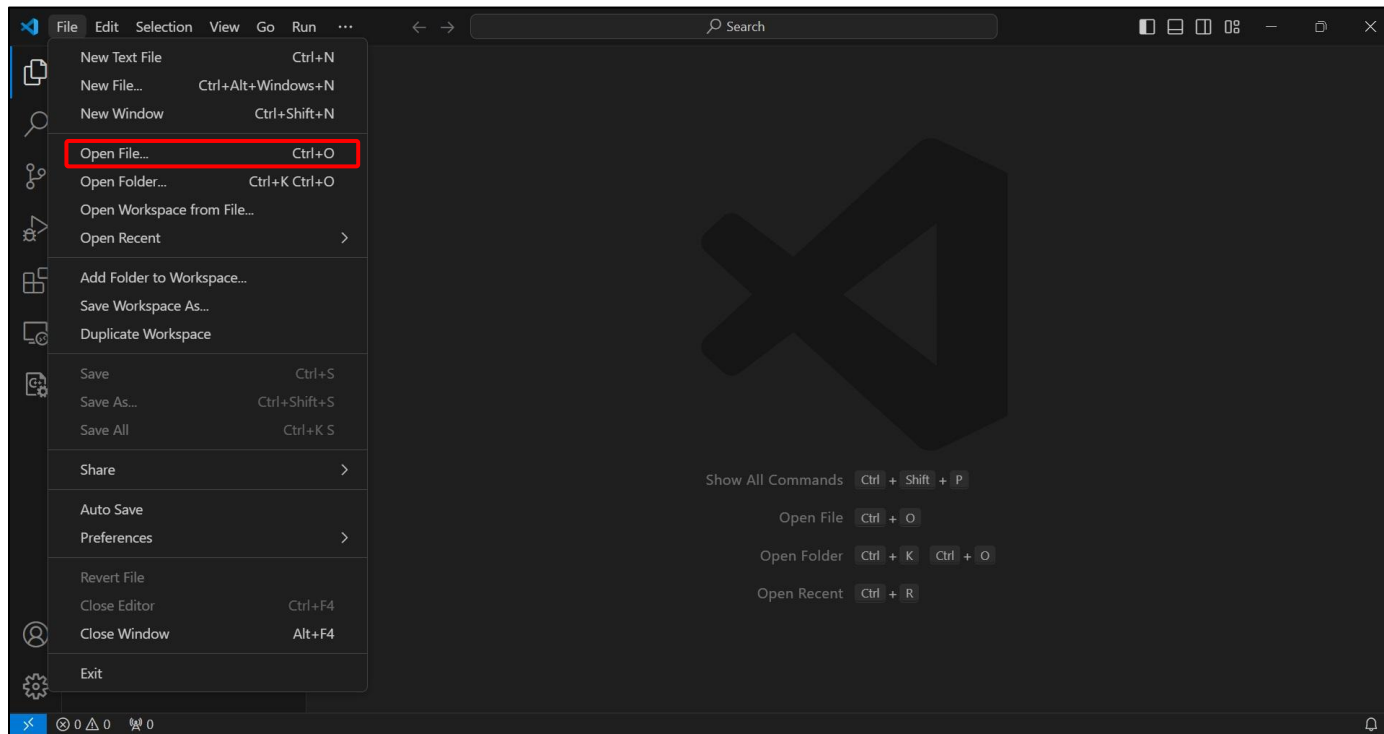 File Edit Selection View Go Run ... Search
New Text File Ctrl+N
New File... Ctrl+Alt+Windows+N
New Window Ctrl+Shift+N
Open File... Ctrl+O
Open Folder... Ctrl+K Ctrl+O
Open Workspace from File...
Open Recent
Add Folder to Workspace...
Save Workspace As...
Duplicate Workspace
Save Ctrl+S
Save As... Ctrl+Shift+S
Save All Ctrl+K S
Share
Auto Save
Preferences
Revert File
Close Editor Ctrl+F4
Close Window Alt+F4
Exit
Show All Commands Ctrl + Shift + P
Open File Ctrl + O
Open Folder Ctrl + K Ctrl + O
Open Recent Ctrl + R
0 0 0